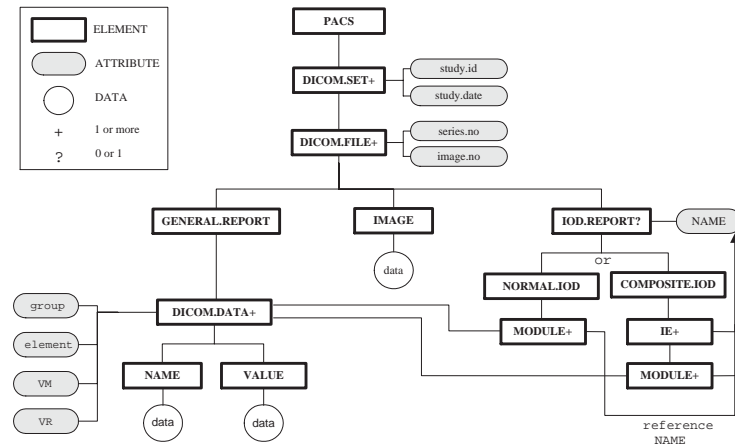 PACS
ELEMENT
ATTRIBUTE
DATA
+ 1 or more
? 0 or 1
DICOM.SET+
study.id
study.date
DICOM.FILE+
series.no
image.no
GENERAL.REPORT
IMAGE
IOD.REPORT?
NAME
data
or
NORMAL.IOD
COMPOSITE.IOD
group
element
VM
VR
DICOM.DATA+
MODULE+
IE+
NAME
VALUE
MODULE+
data
data
reference
NAME